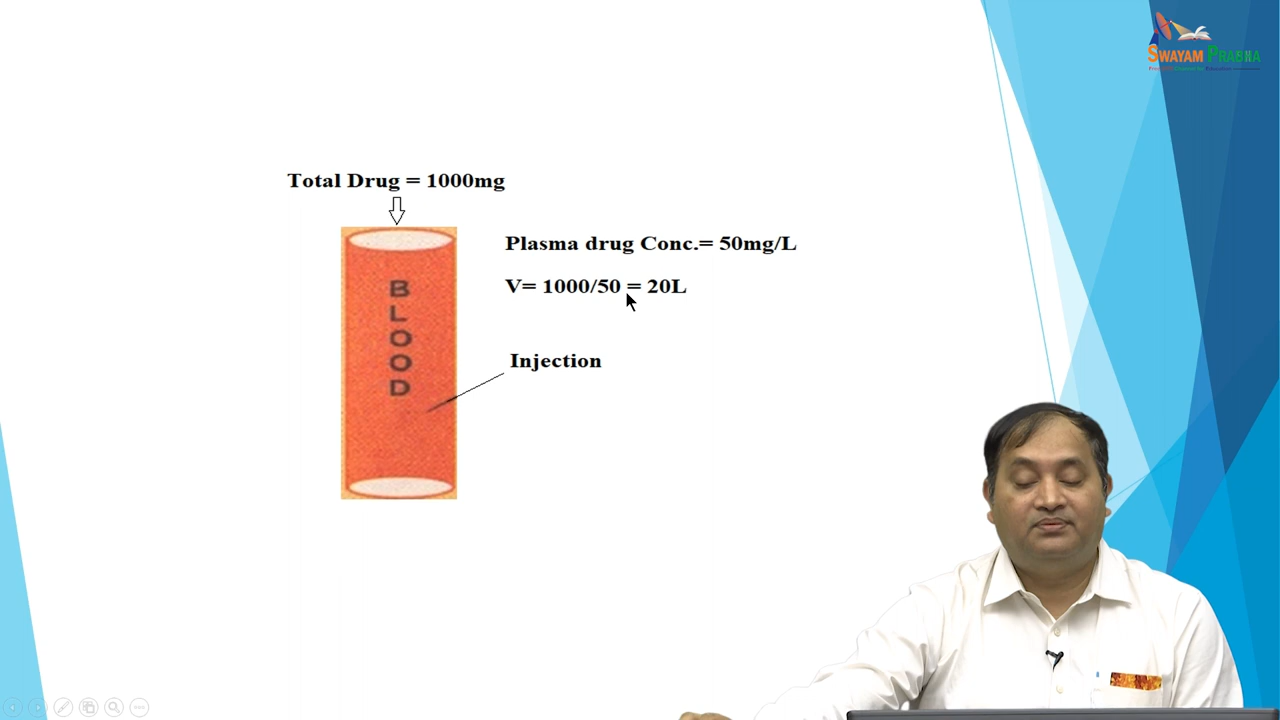 SWAYAM PRABHA
Total Drug = 1000mg
Plasma drug Conc.= 50mg/L
V= 1000/50 = 20L
B
L
O
O
D
Injection